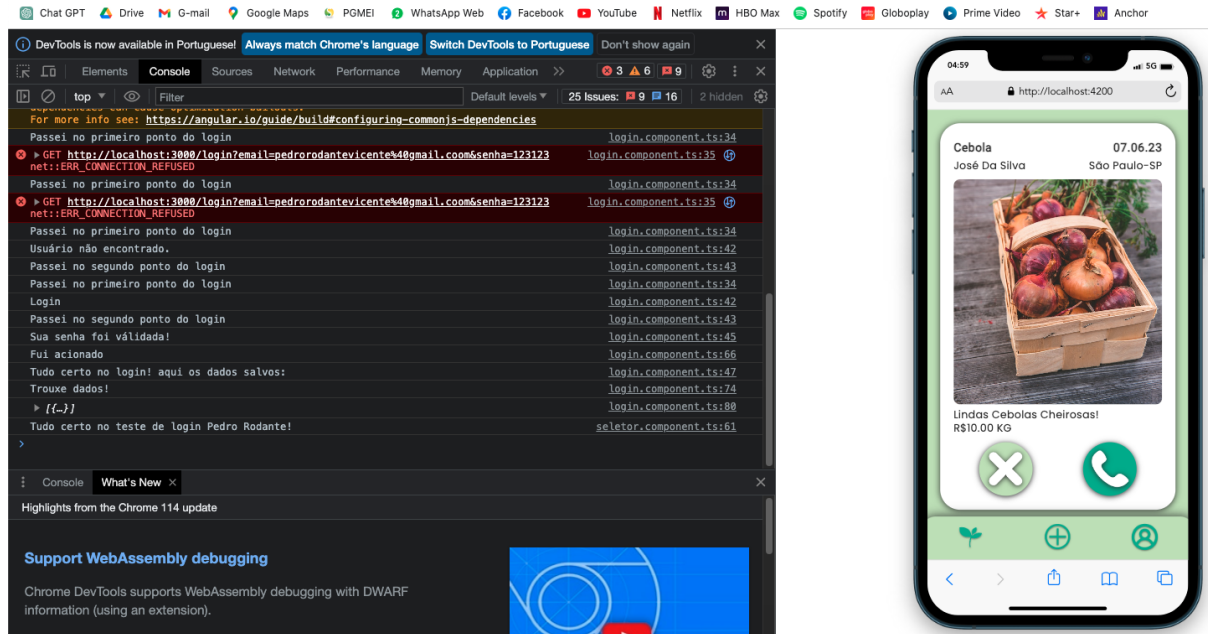 Chat GPT Drive G-mail Google Maps PGMEI WhatsApp Web Facebook YouTube Netflix HBO Max Spotify Globoplay Prime Video Star+ Anchor
DevTools is now available in Portuguese! Always match Chrome's language Switch DevTools to Portuguese Don't show again
Elements Console Sources Network Performance Memory Application 3 6 9
top Filter Default levels 25 Issues: 9 16 2 hidden
dependencies can cause optimization bailouts.
For more info see: https://angular.io/guide/build#configuring-commonjs-dependencies
Passei no primeiro ponto do login login.component.ts:34
GET http://localhost:3000/login?email=pedrorodantevicente%40gmail.coom&senha=123123 login.component.ts:35
net::ERR_CONNECTION_REFUSED
Passei no primeiro ponto do login login.component.ts:34
GET http://localhost:3000/login?email=pedrorodantevicente%40gmail.coom&senha=123123 login.component.ts:35
net::ERR_CONNECTION_REFUSED
Passei no primeiro ponto do login login.component.ts:34
Usuário não encontrado. login.component.ts:42
Passei no segundo ponto do login login.component.ts:43
Passei no primeiro ponto do login login.component.ts:34
Login login.component.ts:42
Passei no segundo ponto do login login.component.ts:43
Sua senha foi válidada! login.component.ts:45
Fui acionado login.component.ts:66
Tudo certo no login! aqui os dados salvos: login.component.ts:47
Trouxe dados! login.component.ts:74
[{…}] login.component.ts:80
Tudo certo no teste de login Pedro Rodante! seletor.component.ts:61
>
Console What's New
Highlights from the Chrome 114 update
Support WebAssembly debugging
Chrome DevTools supports WebAssembly debugging with DWARF
information (using an extension).
04:59 5G
AA http://localhost:4200
Cebola 07.06.23
José Da Silva São Paulo-SP
Lindas Cebolas Cheirosas!
R$10.00 KG